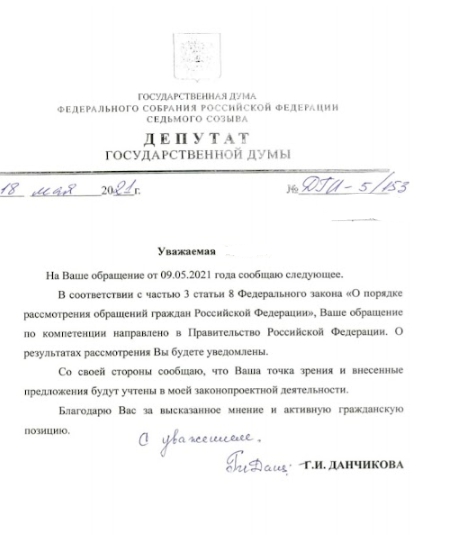 ГОСУДАРСТВЕННАЯ ДУМА
ФЕДЕРАЛЬНОГО СОБРАНИЯ РОССИЙСКОЙ ФЕДЕРАЦИИ
СЕДЬМОГО СОЗЫВА
ДЕПУТАТ
ГОСУДАРСТВЕННОЙ ДУМЫ
18 мая 2021г. № ДГИ-5/153
Уважаемая
На Ваше обращение от 09.05.2021 года сообщаю следующее.
В соответствии с частью 3 статьи 8 Федерального закона «О порядке
рассмотрения обращений граждан Российской Федерации», Ваше обращение
по компетенции направлено в Правительство Российской Федерации. О
результатах рассмотрения Вы будете уведомлены.
Со своей стороны сообщаю, что Ваша точка зрения и внесенные
предложения будут учтены в моей законопроектной деятельности.
Благодарю Вас за высказанное мнение и активную гражданскую
позицию.
С уважением.
Г.И. ДАНЧИКОВА